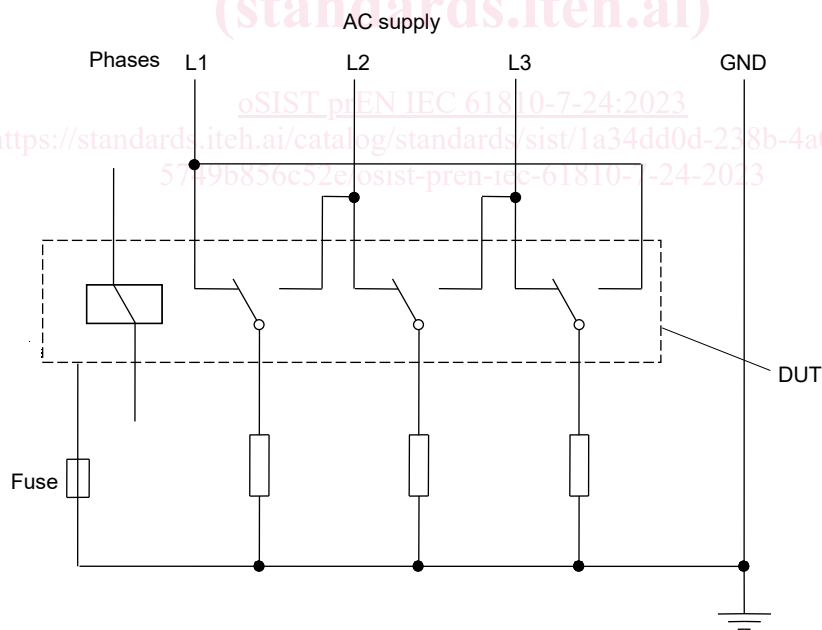 (standards.iteh.ai)
AC supply
Phases L1 L2 L3 GND
oSIST prEN IEC 61810-7-24:2023
https://standards.iteh.ai/catalog/standards/sist/1a34dd0d-238b-4a0
5749b856c52e/osist-pren-iec-61810-7-24-2023
DUT
Fuse